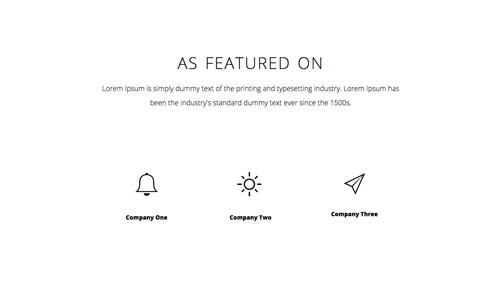 AS FEATURED ON
Lorem Ipsum is simply dummy text of the printing and typesetting industry. Lorem Ipsum has
been the industry's standard dummy text ever since the 1500s.
Company One
Company Two
Company Three